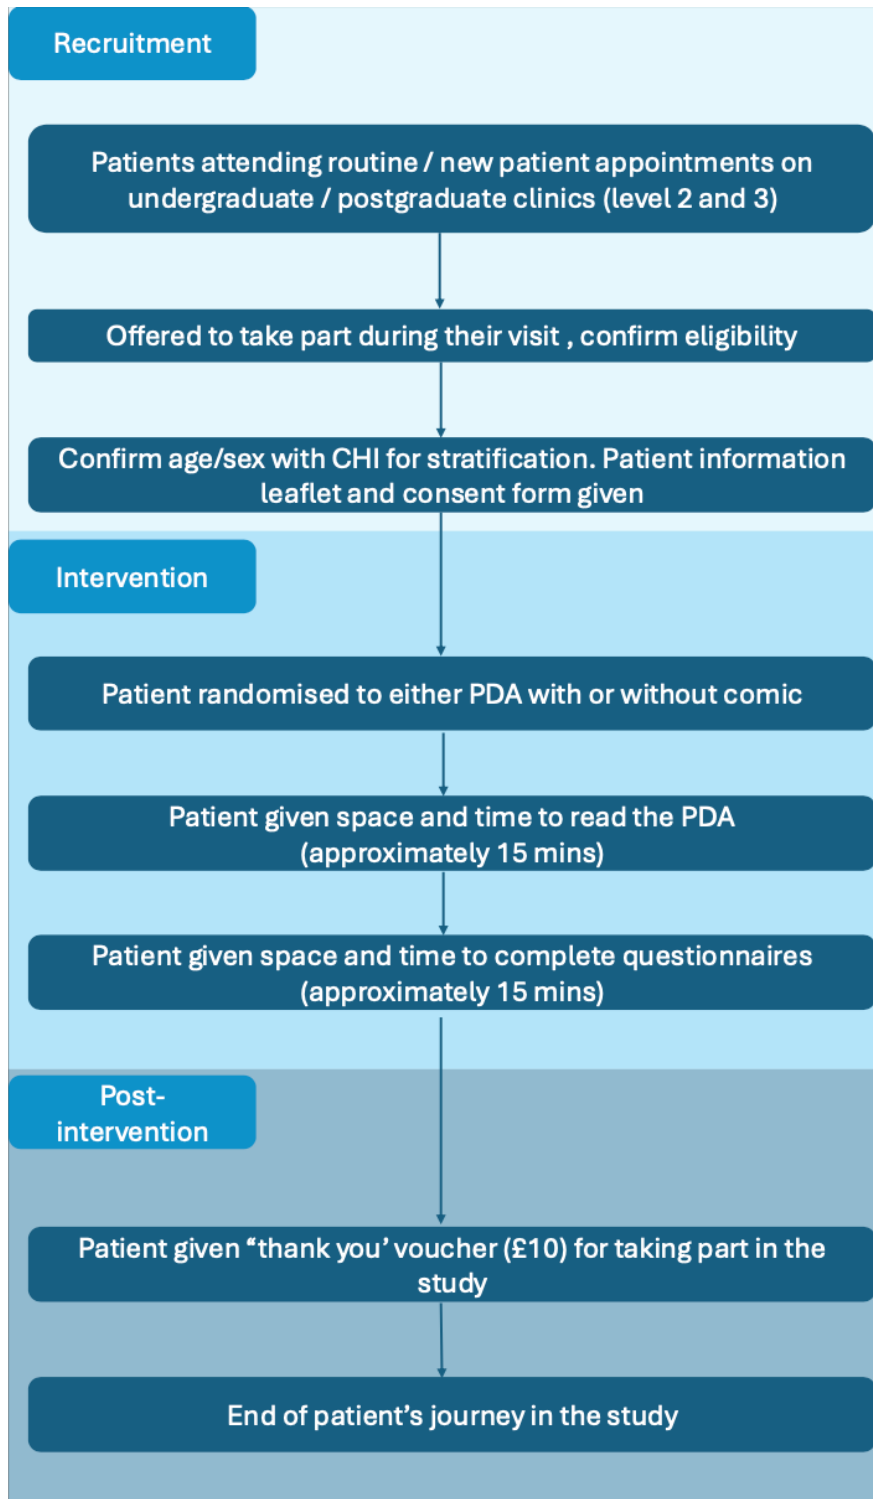 Recruitment
Patients attending routine / new patient appointments on
undergraduate / postgraduate clinics (level 2 and 3)
Offered to take part during their visit , confirm eligibility
Confirm age/sex with CHI for stratification. Patient information
leaflet and consent form given
Intervention
Patient randomised to either PDA with or without comic
Patient given space and time to read the PDA
(approximately 15 mins)
Patient given space and time to complete questionnaires
(approximately 15 mins)
Post-
intervention
Patient given “thank you’ voucher (£10) for taking part in the
study
End of patient’s journey in the study